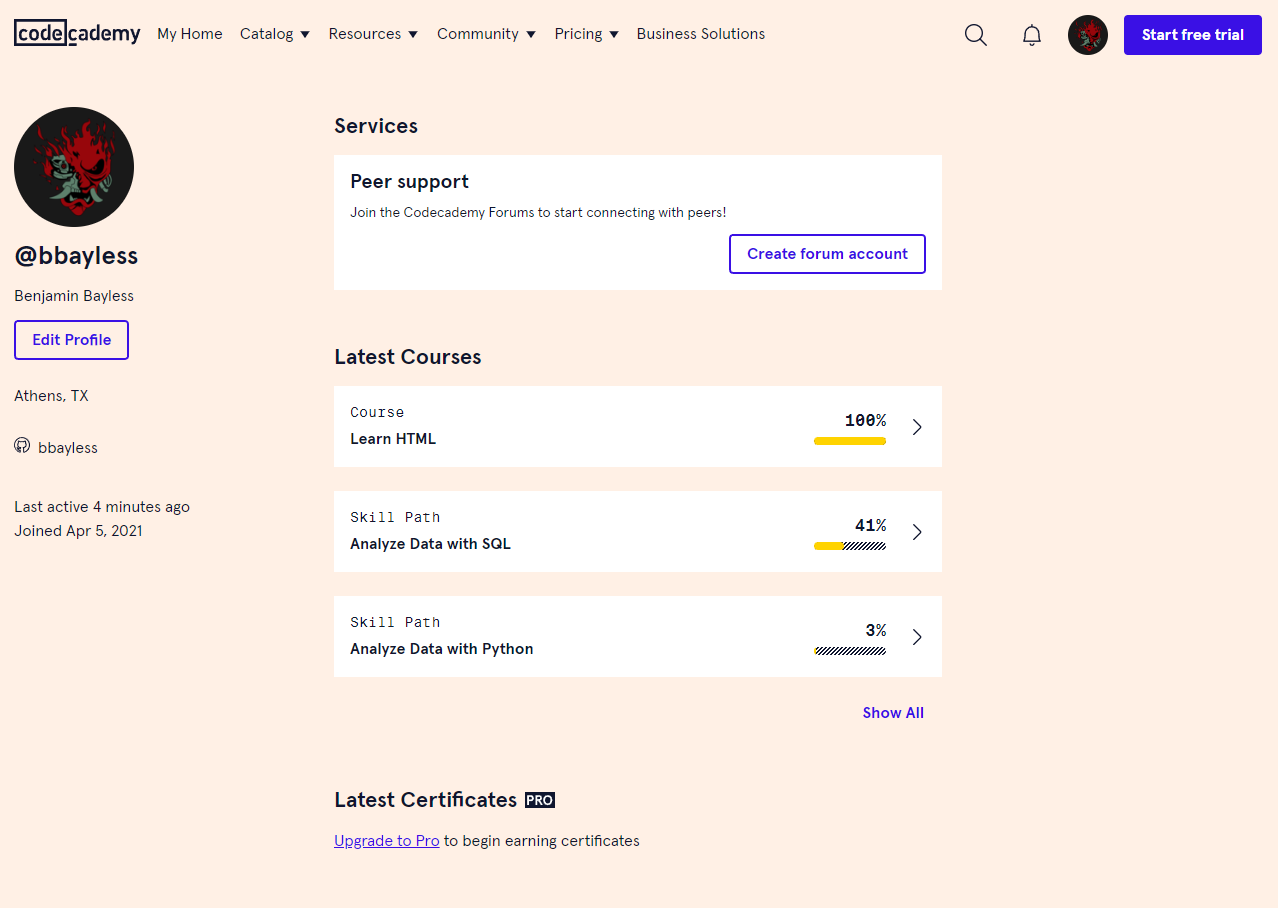 codecademy My Home Catalog Resources Community Pricing Business Solutions Start free trial
@bbayless
Benjamin Bayless
Edit Profile
Athens, TX
bbayless
Last active 4 minutes ago
Joined Apr 5, 2021
Services
Peer support
Join the Codecademy Forums to start connecting with peers!
Create forum account
Latest Courses
Course
Learn HTML
100%
Skill Path
Analyze Data with SQL
41%
Skill Path
Analyze Data with Python
3%
Show All
Latest Certificates PRO
Upgrade to Pro to begin earning certificates